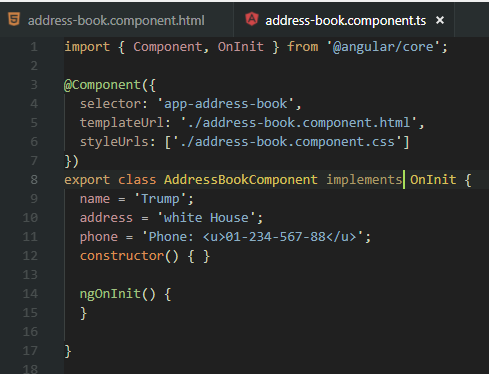 address-book.component.html address-book.component.ts ×
1 import { Component, OnInit } from '@angular/core';
2
3 @Component({
4 selector: 'app-address-book',
5 templateUrl: './address-book.component.html',
6 styleUrls: ['./address-book.component.css']
7 })
8 export class AddressBookComponent implements OnInit {
9 name = 'Trump';
10 address = 'white House';
11 phone = 'Phone: <u>01-234-567-88</u>';
12 constructor() { }
13
14 ngOnInit() {
15 }
16
17 }
18